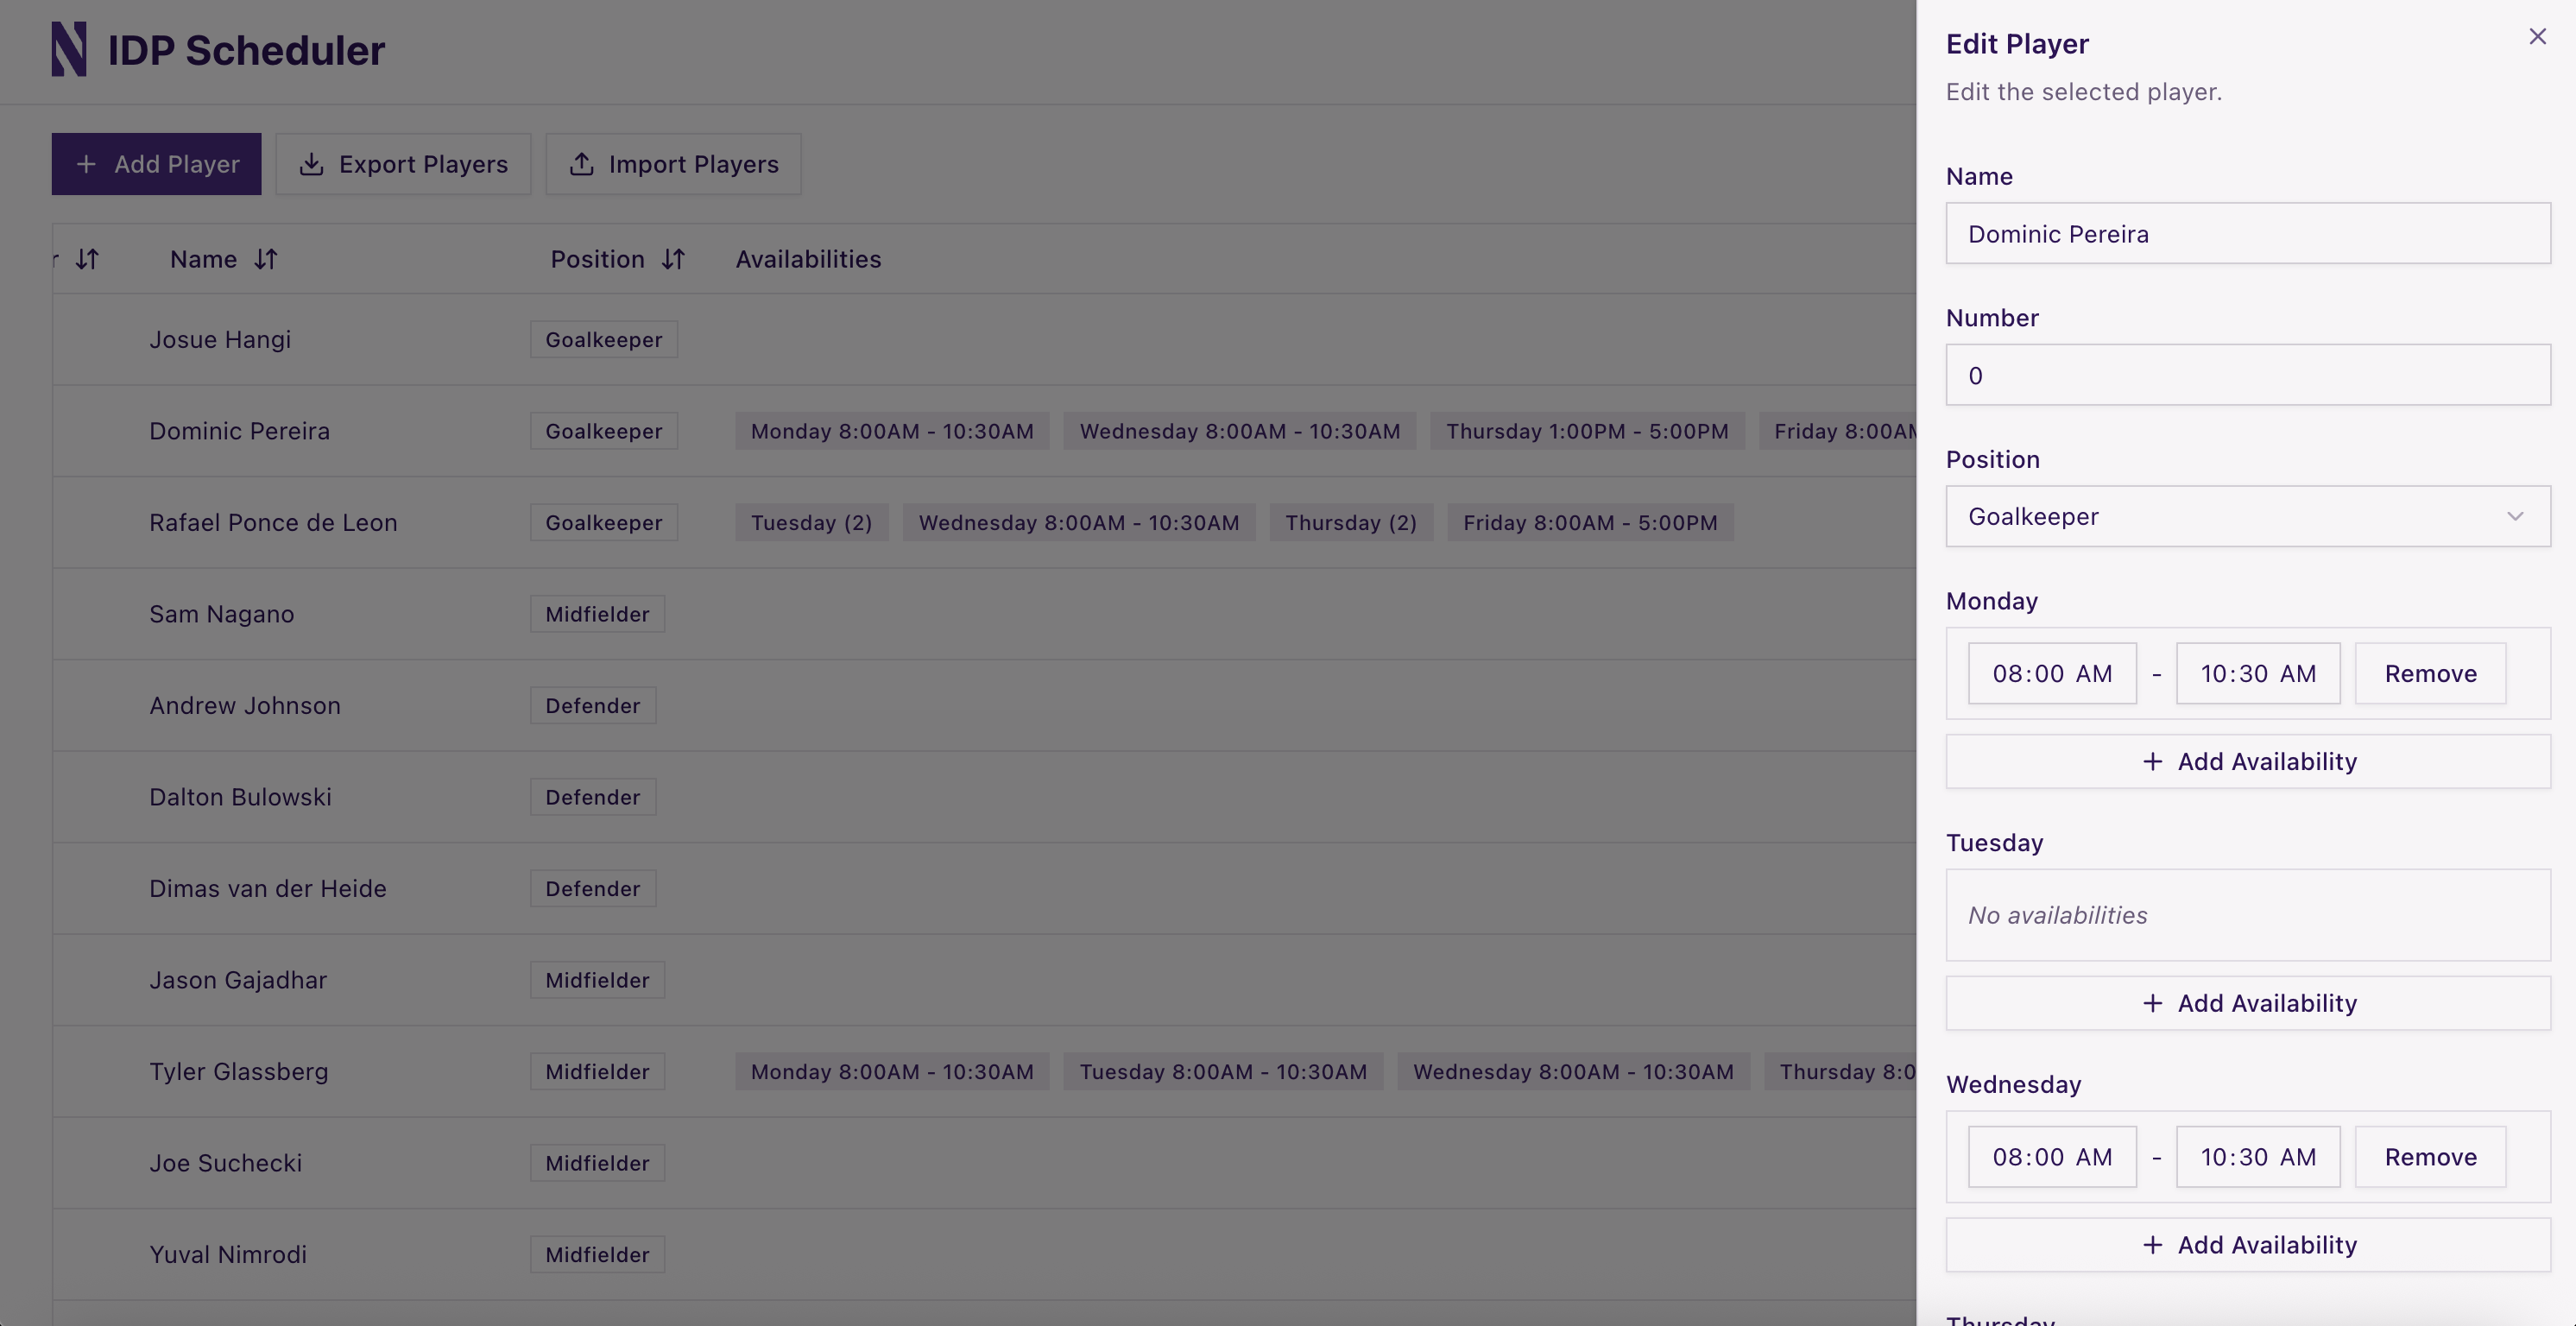 IDP Scheduler
Add Player
Export Players
Import Players
r Name Position Availabilities
Josue Hangi Goalkeeper
Dominic Pereira Goalkeeper Monday 8:00AM - 10:30AM Wednesday 8:00AM - 10:30AM Thursday 1:00PM - 5:00PM Friday 8:00AM
Rafael Ponce de Leon Goalkeeper Tuesday (2) Wednesday 8:00AM - 10:30AM Thursday (2) Friday 8:00AM - 5:00PM
Sam Nagano Midfielder
Andrew Johnson Defender
Dalton Bulowski Defender
Dimas van der Heide Defender
Jason Gajadhar Midfielder
Tyler Glassberg Midfielder Monday 8:00AM - 10:30AM Tuesday 8:00AM - 10:30AM Wednesday 8:00AM - 10:30AM Thursday 8:0
Joe Suchecki Midfielder
Yuval Nimrodi Midfielder
Edit Player
Edit the selected player.
Name
Dominic Pereira
Number
0
Position
Goalkeeper
Monday
08:00 AM - 10:30 AM Remove
Add Availability
Tuesday
No availabilities
Add Availability
Wednesday
08:00 AM - 10:30 AM Remove
Add Availability
Thursday